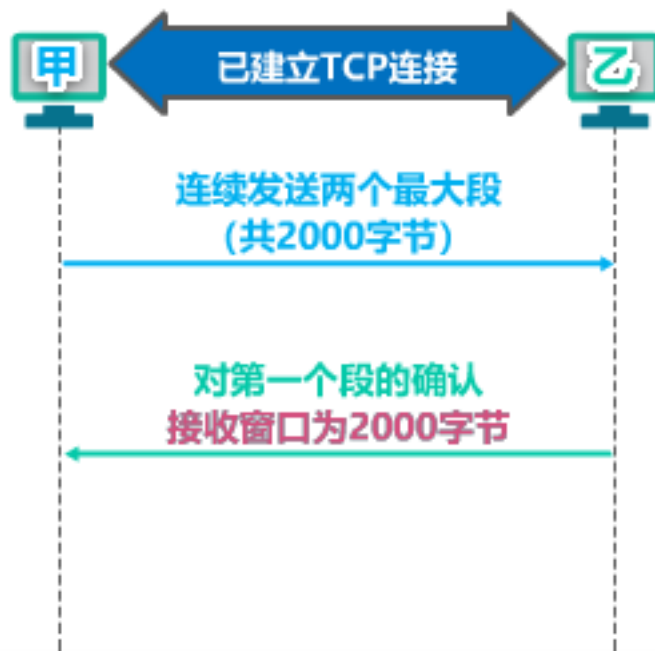 甲
已建立TCP连接
乙
连续发送两个最大段
(共2000字节)
对第一个段的确认
接收窗口为2000字节